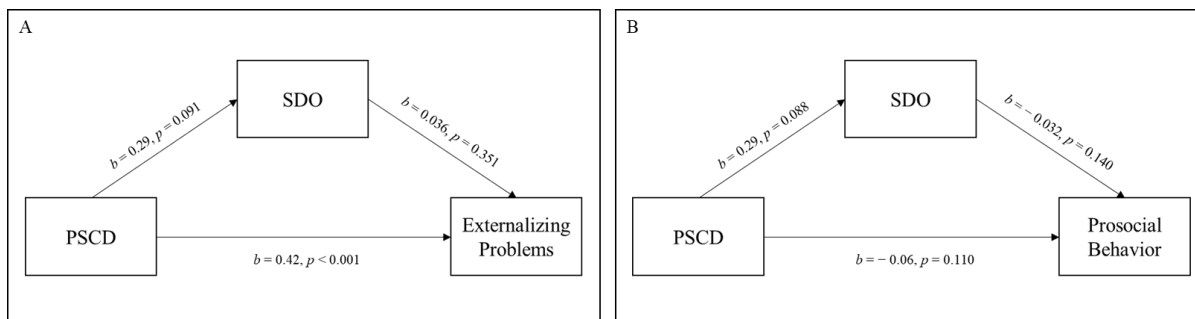 A
SDO
b = 0.29, p = 0.091
b = 0.036, p = 0.351
PSCD
Externalizing
Problems
b = 0.42, p < 0.001
B
SDO
b = 0.29, p = 0.088
b = − 0.032, p = 0.140
PSCD
Prosocial
Behavior
b = − 0.06, p = 0.110